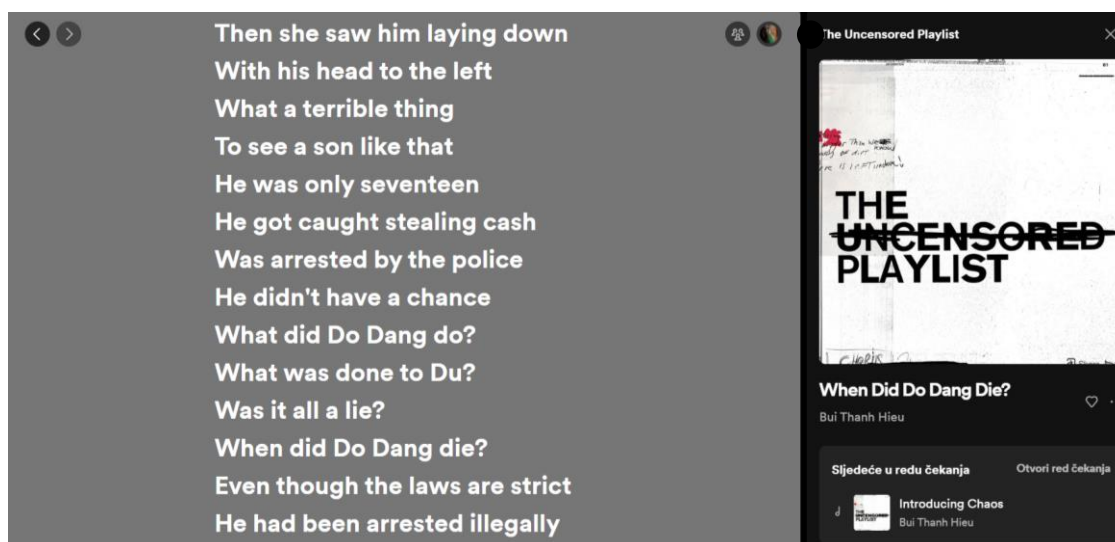 Then she saw him laying down
With his head to the left
What a terrible thing
To see a son like that
He was only seventeen
He got caught stealing cash
Was arrested by the police
He didn't have a chance
What did Do Dang do?
What was done to Du?
Was it all a lie?
When did Do Dang die?
Even though the laws are strict
He had been arrested illegally
The Uncensored Playlist
THE
UNCENSORED
PLAYLIST
When Did Do Dang Die?
Bui Thanh Hieu
Sljedeće u redu čekanja
Otvori red čekanja
Introducing Chaos
Bui Thanh Hieu